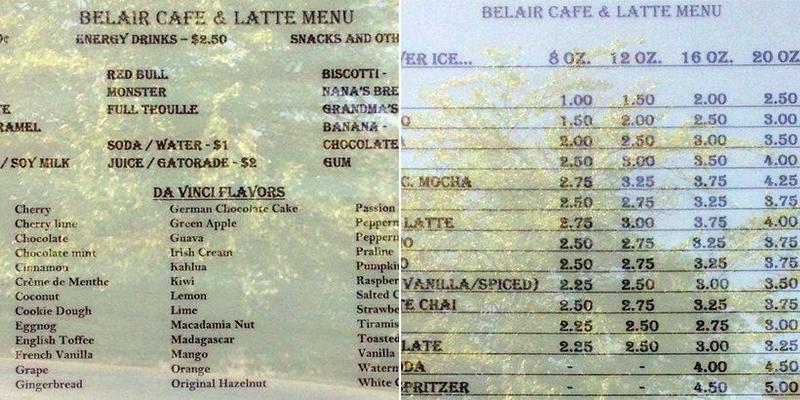 BELAIR CAFE & LATTE MENU
0¢ ENERGY DRINKS – $2.50 SNACKS AND OTH
RED BULL BISCOTTI -
MONSTER NANA'S BRE
TE FULL TEOULLE GRANDMA'S
RAMEL BANANA -
SODA / WATER - $1 CHOCOLATE
/ SOY MILK JUICE / GATORADE - $2 GUM
DA VINCI FLAVORS
Cherry German Chocolate Cake Passion
Cherry lime Green Apple Pepperm
Chocolate Guava Pepperm
Chocolate mint Irish Cream Praline
Cinnamon Kahlua Pumpki
Crème de Menthe Kiwi Raspber
Coconut Lemon Salted C
Cookie Dough Lime Strawbe
Eggnog Macadamia Nut Tiramis
English Toffee Madagascar Toasted
French Vanilla Mango Vanilla
Grape Orange Waterm
Gingerbread Original Hazelnut White C
BELAIR CAFE & LATTE MENU
VER ICE... 8 OZ. 12 OZ. 16 OZ. 20 OZ
1.00 1.50 2.00 2.50
O 1.50 2.00 2.50 3.00
A 2.00 2.50 3.00 3.50
2.50 3.00 3.50 4.00
C. MOCHA 2.75 3.25 3.75 4.25
2.50 2.75 3.25 3.75
LATTE 2.75 3.00 3.75 4.00
O 2.50 2.75 3.25 3.75
O 2.50 2.75 3.25 3.75
VANILLA/SPICED) 2.25 2.50 3.00 3.50
TE CHAI 2.50 2.75 3.25 3.75
2.25 2.50 2.75 3.00
LATE 2.25 2.50 3.00 3.25
DA - - 4.00 4.50
SPRITZER - - 4.50 5.00